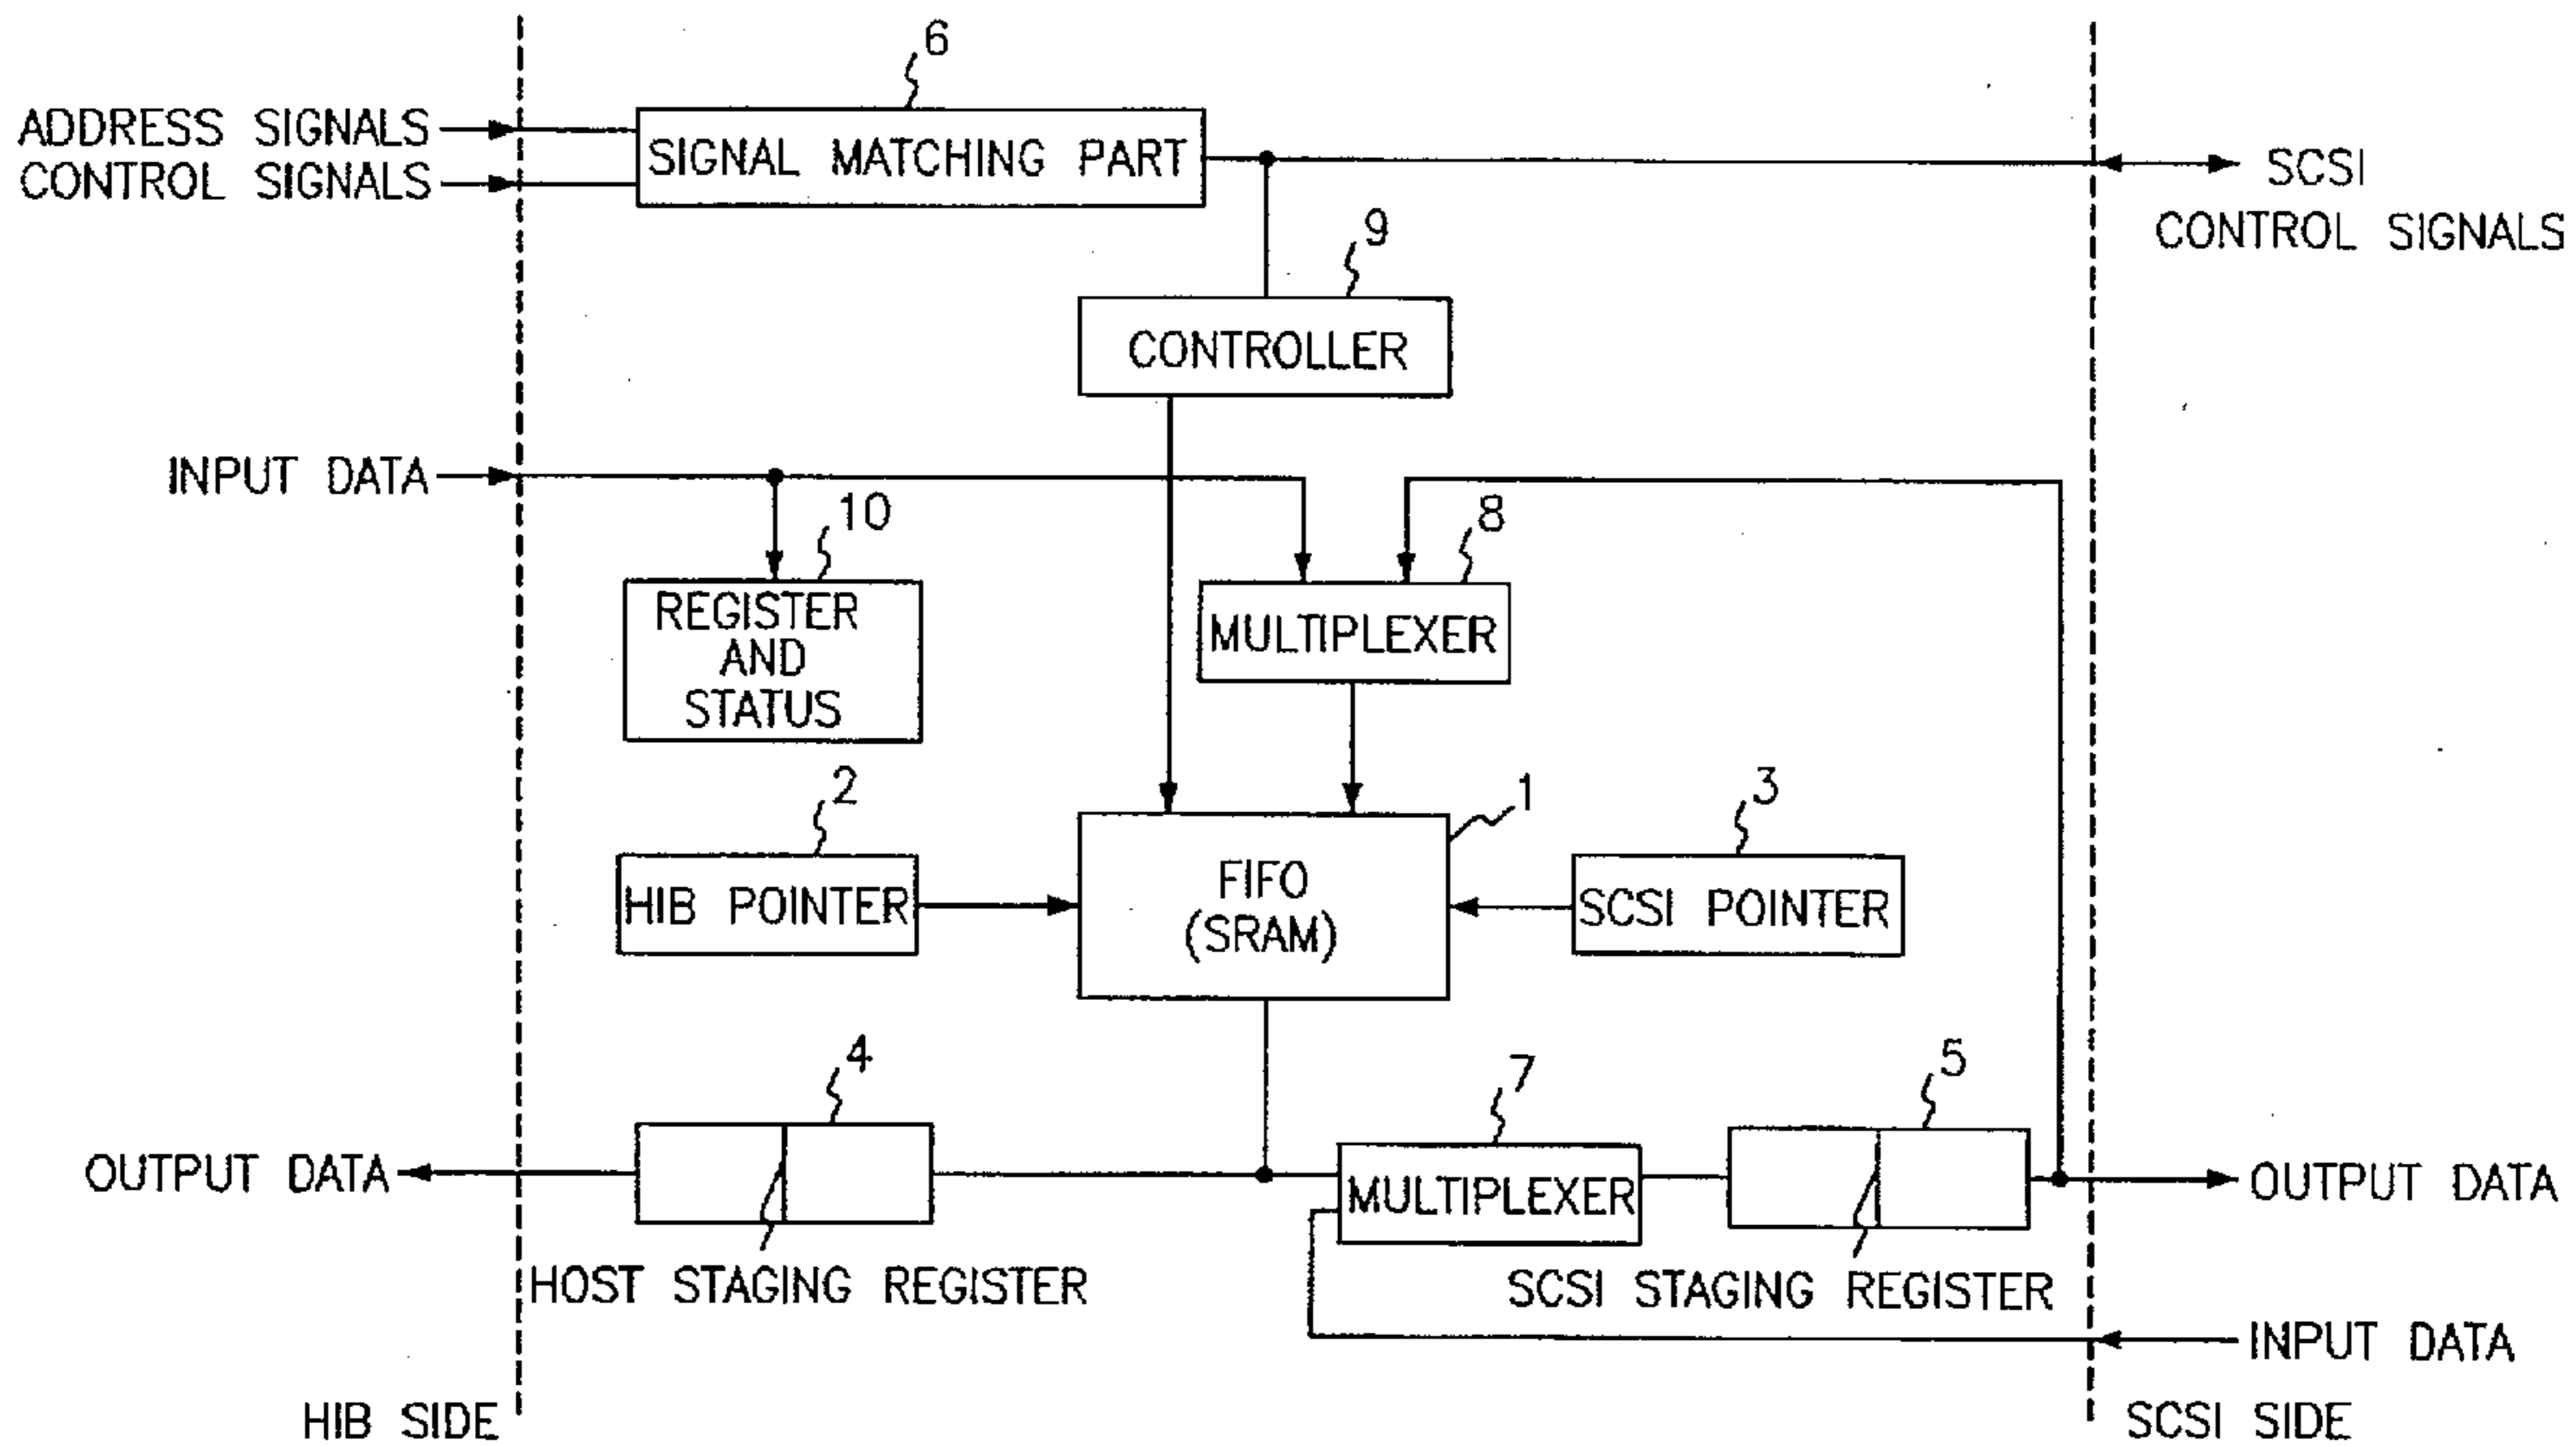 6
ADDRESS SIGNALS
CONTROL SIGNALS
SIGNAL MATCHING PART
SCSI
CONTROL SIGNALS
9
CONTROLLER
INPUT DATA
10
8
REGISTER
AND
STATUS
MULTIPLEXER
2
1
3
HIB POINTER
FIFO
(SRAM)
SCSI POINTER
4
7
5
OUTPUT DATA
MULTIPLEXER
OUTPUT DATA
HOST STAGING REGISTER
SCSI STAGING REGISTER
INPUT DATA
HIB SIDE
SCSI SIDE